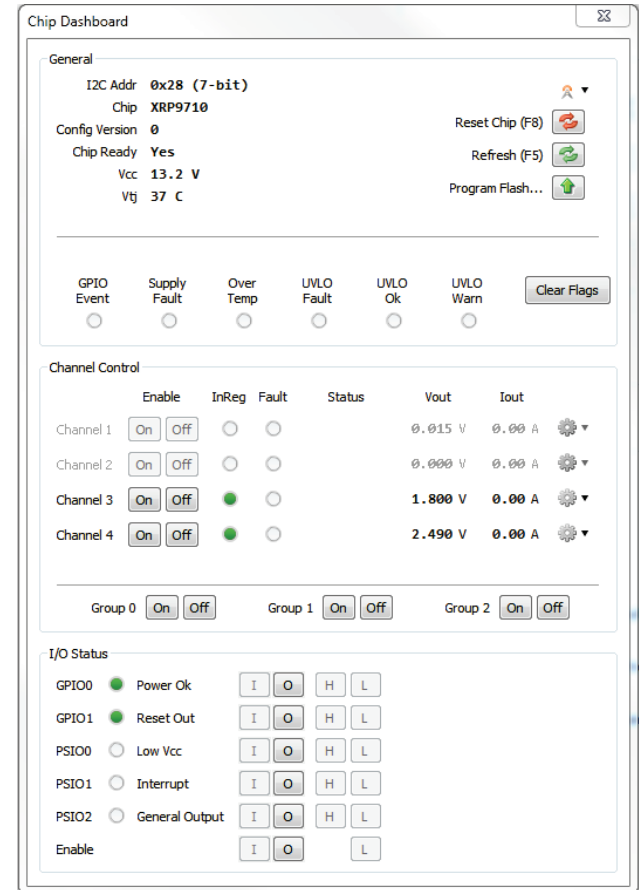 Chip Dashboard
General
I2C Addr 0x28 (7-bit)
Chip XRP9710
Config Version 0
Chip Ready Yes
Vcc 13.2 V
Vtj 37 C
Reset Chip (F8)
Refresh (F5)
Program Flash...
GPIO Event Supply Fault Over Temp UVLO Fault UVLO Ok UVLO Warn Clear Flags
Channel Control
Enable InReg Fault Status Vout Iout
Channel 1 On Off 0.015 V 0.00 A
Channel 2 On Off 0.000 V 0.00 A
Channel 3 On Off 1.800 V 0.00 A
Channel 4 On Off 2.490 V 0.00 A
Group 0 On Off Group 1 On Off Group 2 On Off
I/O Status
GPIO0 Power Ok I O H L
GPIO1 Reset Out I O H L
PSIO0 Low Vcc I O H L
PSIO1 Interrupt I O H L
PSIO2 General Output I O H L
Enable I O L